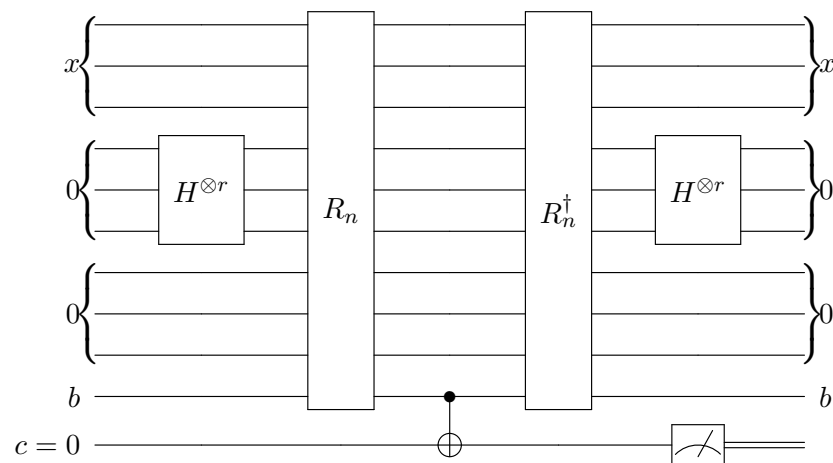 x x
H^{⊗r} H^{⊗r}
0 R_n R_n^† 0
0 0
b b
c = 0